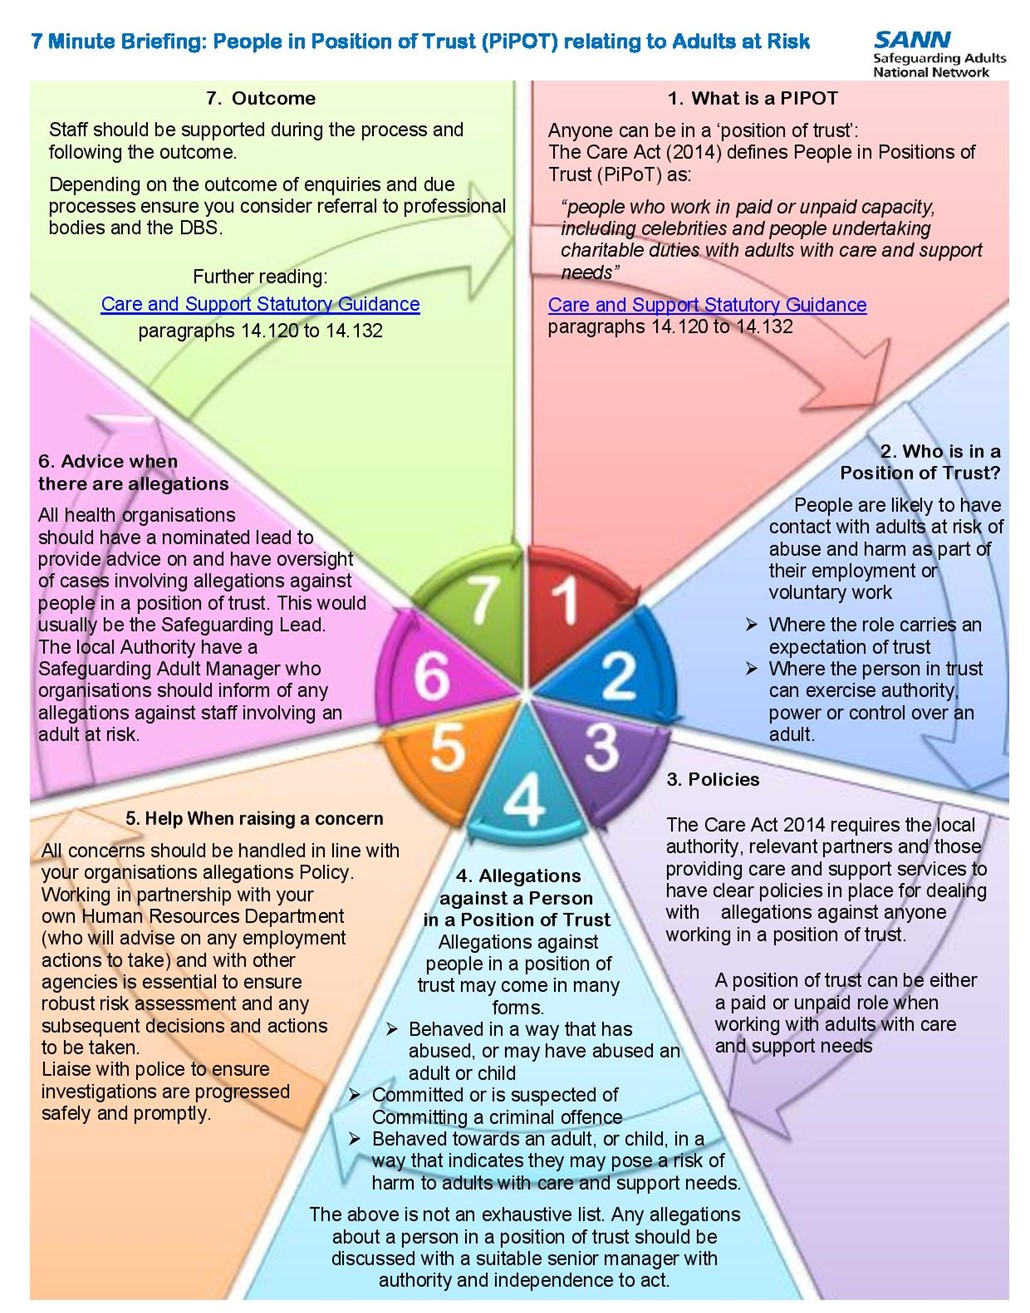 7 Minute Briefing: People in Position of Trust (PiPOT) relating to Adults at Risk
SANN
Safeguarding Adults
National Network
1. What is a PIPOT
Anyone can be in a ‘position of trust’:
The Care Act (2014) defines People in Positions of
Trust (PiPoT) as:
“people who work in paid or unpaid capacity,
including celebrities and people undertaking
charitable duties with adults with care and support
needs”
Care and Support Statutory Guidance
paragraphs 14.120 to 14.132
2. Who is in a
Position of Trust?
People are likely to have
contact with adults at risk of
abuse and harm as part of
their employment or
voluntary work
➢ Where the role carries an
expectation of trust
➢ Where the person in trust
can exercise authority,
power or control over an
adult.
3. Policies
The Care Act 2014 requires the local
authority, relevant partners and those
providing care and support services to
have clear policies in place for dealing
with allegations against anyone
working in a position of trust.
A position of trust can be either
a paid or unpaid role when
working with adults with care
and support needs
4. Allegations
against a Person
in a Position of Trust
Allegations against
people in a position of
trust may come in many
forms.
➢ Behaved in a way that has
abused, or may have abused an
adult or child
➢ Committed or is suspected of
Committing a criminal offence
➢ Behaved towards an adult, or child, in a
way that indicates they may pose a risk of
harm to adults with care and support needs.
The above is not an exhaustive list. Any allegations
about a person in a position of trust should be
discussed with a suitable senior manager with
authority and independence to act.
5. Help When raising a concern
All concerns should be handled in line with
your organisations allegations Policy.
Working in partnership with your
own Human Resources Department
(who will advise on any employment
actions to take) and with other
agencies is essential to ensure
robust risk assessment and any
subsequent decisions and actions
to be taken.
Liaise with police to ensure
investigations are progressed
safely and promptly.
6. Advice when
there are allegations
All health organisations
should have a nominated lead to
provide advice on and have oversight
of cases involving allegations against
people in a position of trust. This would
usually be the Safeguarding Lead.
The local Authority have a
Safeguarding Adult Manager who
organisations should inform of any
allegations against staff involving an
adult at risk.
7. Outcome
Staff should be supported during the process and
following the outcome.
Depending on the outcome of enquiries and due
processes ensure you consider referral to professional
bodies and the DBS.
Further reading:
Care and Support Statutory Guidance
paragraphs 14.120 to 14.132
1
2
3
4
5
6
7